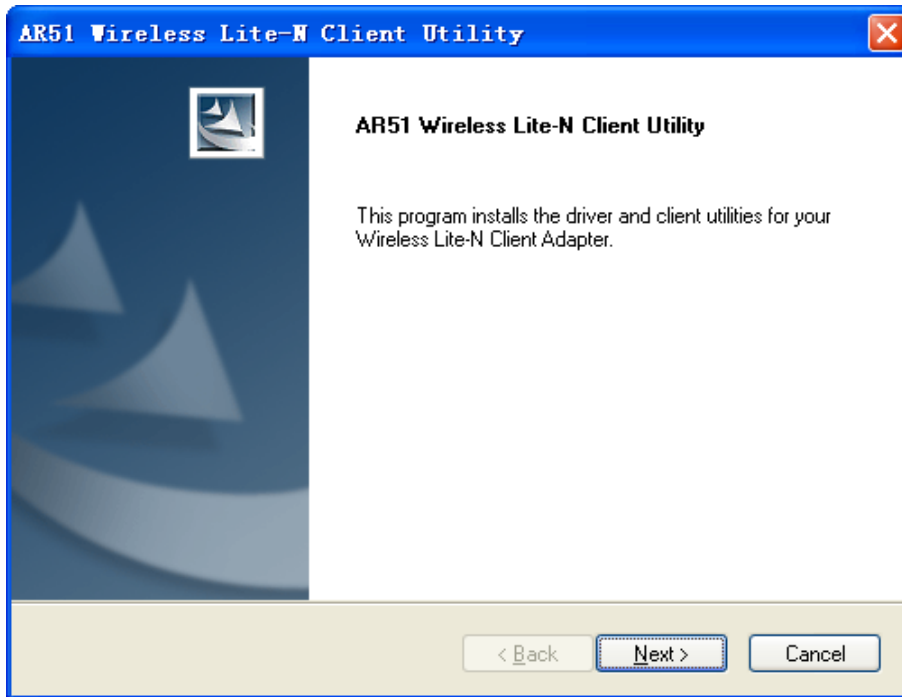 AR51 Wireless Lite-N Client Utility
AR51 Wireless Lite-N Client Utility
This program installs the driver and client utilities for your
Wireless Lite-N Client Adapter.
< Back
Next >
Cancel